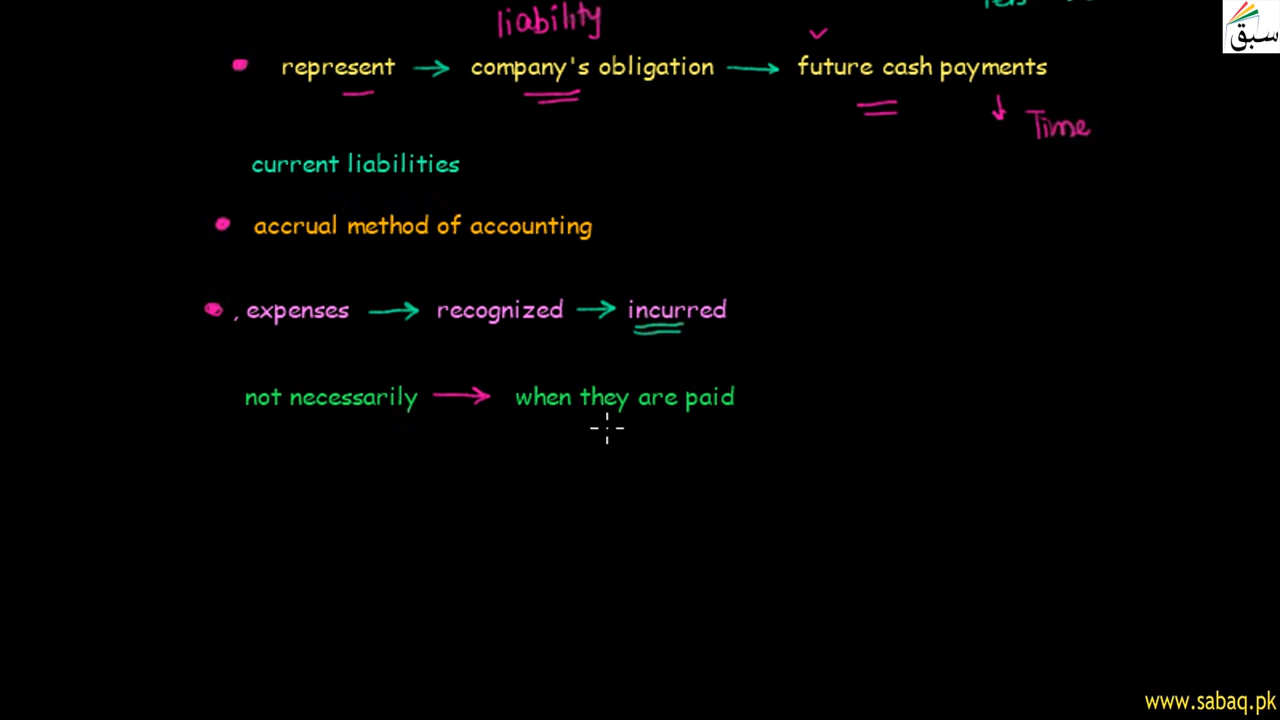 liability
سبق
• represent → company's obligation → future cash payments
Time
current liabilities
• accrual method of accounting
• , expenses → recognized → incurred
not necessarily → when they are paid
www.sabaq.pk